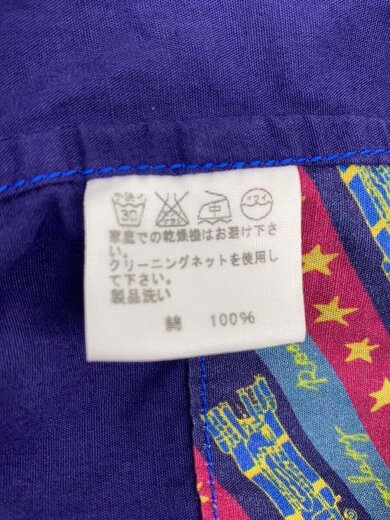 30
中
家庭での乾燥機はお避け下さ
い。
クリーニングネットを使用し
て下さい。
製品洗い
綿 100%